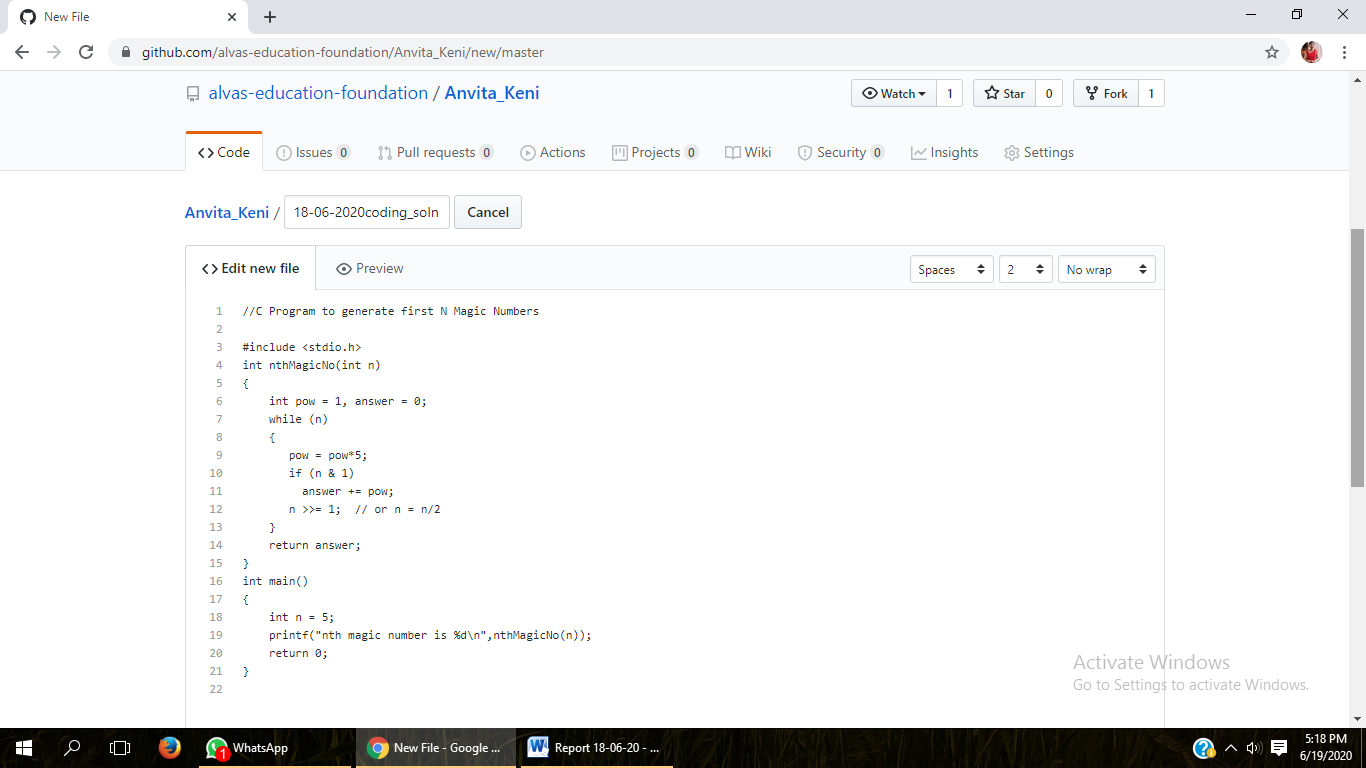 New File
github.com/alvas-education-foundation/Anvita_Keni/new/master
alvas-education-foundation / Anvita_Keni
Watch 1 Star 0 Fork 1
Code Issues 0 Pull requests 0 Actions Projects 0 Wiki Security 0 Insights Settings
Anvita_Keni / 18-06-2020coding_soln Cancel
Edit new file Preview Spaces 2 No wrap
1 //C Program to generate first N Magic Numbers
2
3 #include <stdio.h>
4 int nthMagicNo(int n)
5 {
6     int pow = 1, answer = 0;
7     while (n)
8     {
9        pow = pow*5;
10        if (n & 1)
11          answer += pow;
12        n >>= 1;  // or n = n/2
13     }
14     return answer;
15 }
16 int main()
17 {
18     int n = 5;
19     printf("nth magic number is %d\n",nthMagicNo(n));
20     return 0;
21 }
22
Activate Windows
Go to Settings to activate Windows.
1 WhatsApp New File - Google ... Report 18-06-20 - ... 5:18 PM
6/19/2020